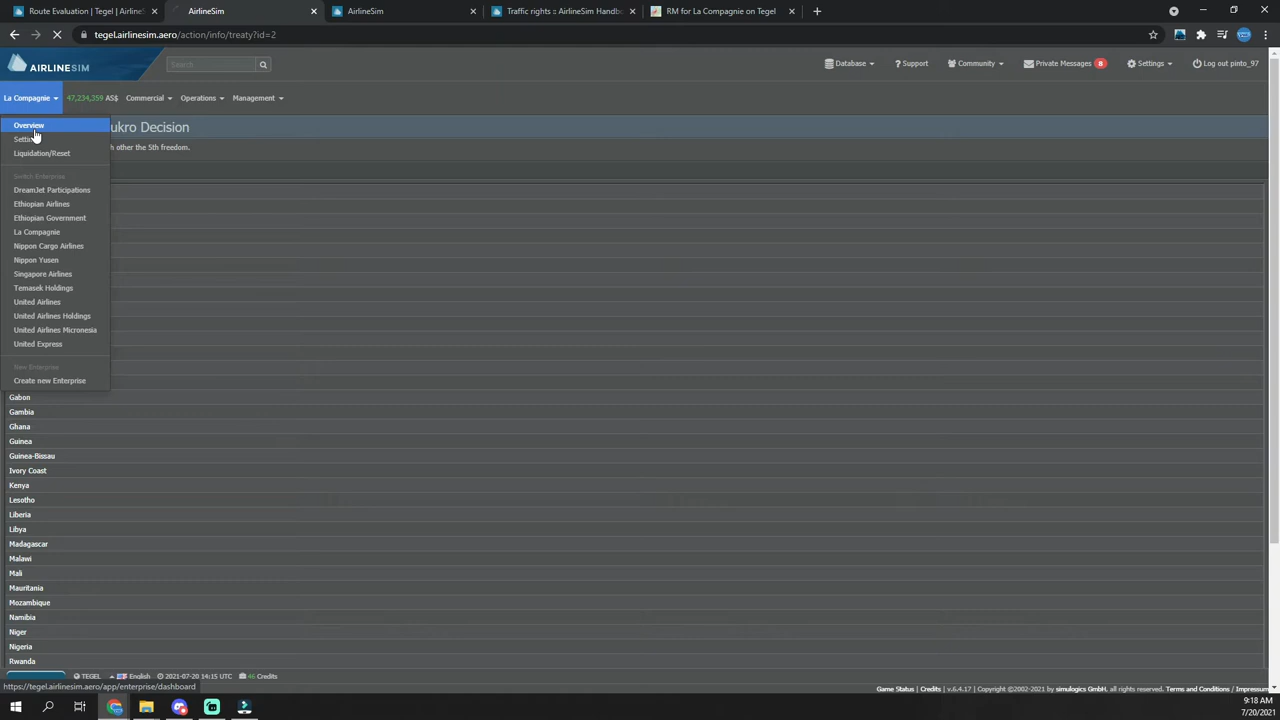 Route Evaluation | Tegel | AirlineS
AirlineSim
AirlineSim
Traffic rights :: AirlineSim Handbo
RM for La Compagnie on Tegel
tegel.airlinesim.aero/action/info/treaty?id=2
AIRLINESIM
Search
Database
Support
Community
Private Messages 8
Settings
Log out pinto_97
La Compagnie
47,234,359 AS$
Commercial
Operations
Management
Overview
ukro Decision
h other the 5th freedom.
Liquidation/Reset
Switch Enterprise
DreamJet Participations
Ethiopian Airlines
Ethiopian Government
La Compagnie
Nippon Cargo Airlines
Nippon Yusen
Singapore Airlines
Temasek Holdings
United Airlines
United Airlines Holdings
United Airlines Micronesia
United Express
New Enterprise
Create new Enterprise
Gabon
Gambia
Ghana
Guinea
Guinea-Bissau
Ivory Coast
Kenya
Lesotho
Liberia
Libya
Madagascar
Malawi
Mali
Mauritania
Mozambique
Namibia
Niger
Nigeria
Rwanda
TEGEL
English
2021-07-20 14:15 UTC
46 Credits
https://tegel.airlinesim.aero/app/enterprise/dashboard
Game Status | Credits | v.6.4.17 | Copyright ©2002-2021 by simulogics GmbH, all rights reserved. Terms and Conditions / Impressum
9:18 AM
7/20/2021